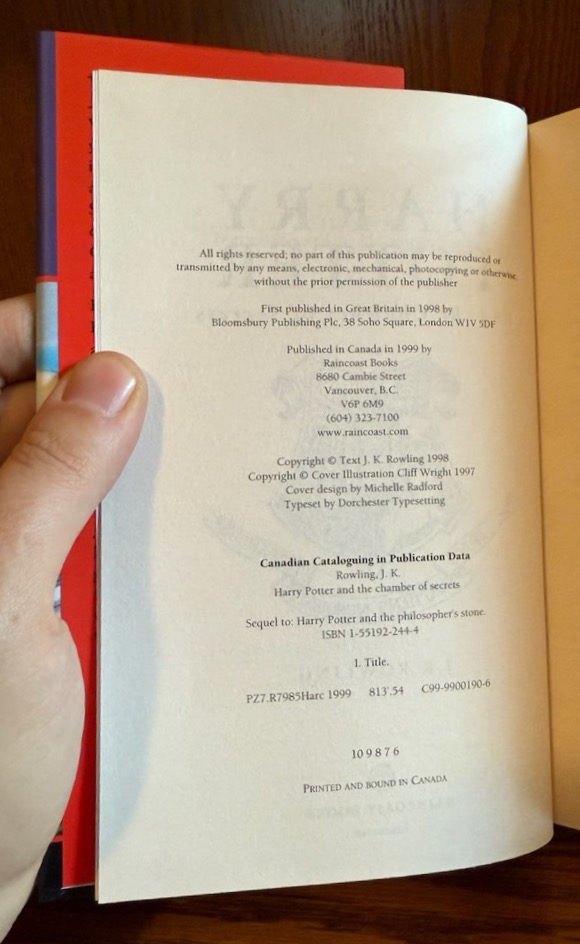 All rights reserved; no part of this publication may be reproduced or
transmitted by any means, electronic, mechanical, photocopying or otherwise
without the prior permission of the publisher
First published in Great Britain in 1998 by
Bloomsbury Publishing Plc, 38 Soho Square, London W1V 5DF
Published in Canada in 1999 by
Raincoast Books
8680 Cambie Street
Vancouver, B.C.
V6P 6M9
(604) 323-7100
www.raincoast.com
Copyright © Text J. K. Rowling 1998
Copyright © Cover Illustration Cliff Wright 1997
Cover design by Michelle Radford
Typeset by Dorchester Typesetting
Canadian Cataloguing in Publication Data
Rowling, J. K.
Harry Potter and the chamber of secrets
Sequel to: Harry Potter and the philosopher's stone.
ISBN 1-55192-244-4
I. Title.
PZ7.R7985Harc 1999 813'.54 C99-9900190-6
10 9 8 7 6
PRINTED AND BOUND IN CANADA